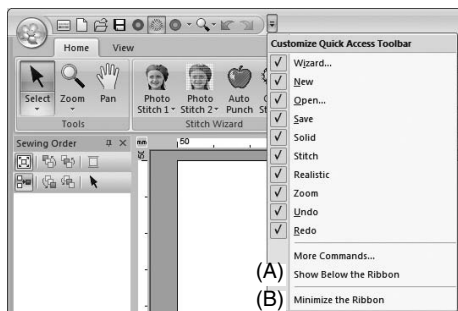 Home View
Customize Quick Access Toolbar
Wizard...
New
Open...
Save
Solid
Stitch
Realistic
Zoom
Undo
Redo
More Commands...
(A) Show Below the Ribbon
(B) Minimize the Ribbon
Select Zoom Pan
Photo Photo Auto
Stitch 1 Stitch 2 Punch
Tools Stitch Wizard
Sewing Order
mm 50